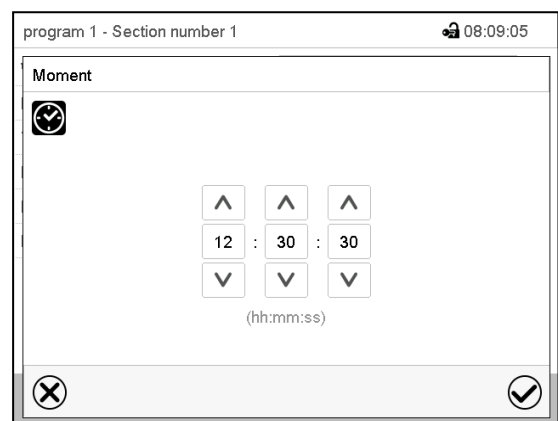 program 1 - Section number 1 08:09:05
Moment
12 : 30 : 30
(hh:mm:ss)